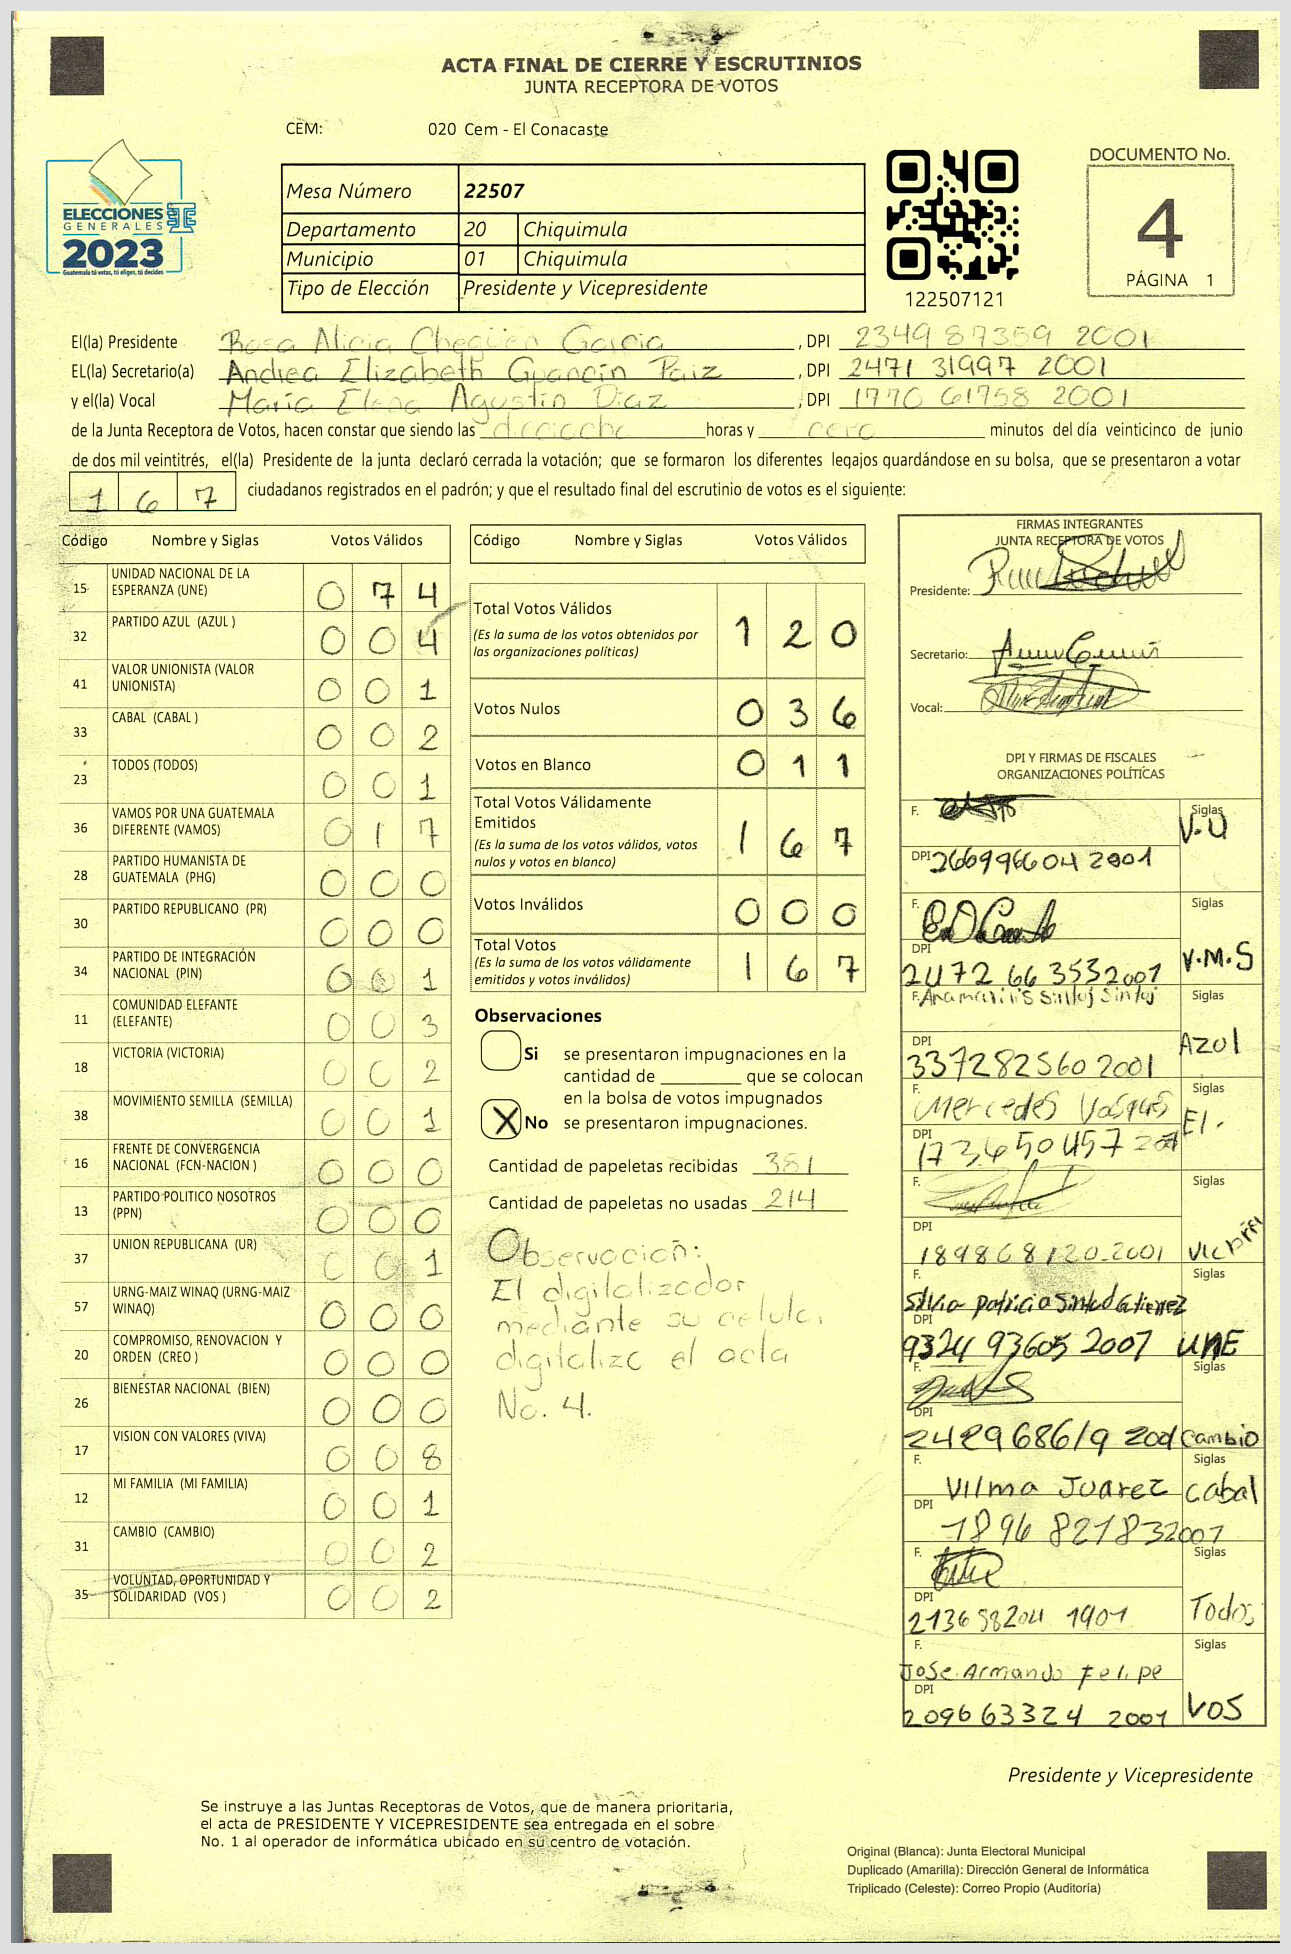 ACTA FINAL DE CIERRE Y ESCRUTINIOS
JUNTA RECEPTORA DE VOTOS
CEM: 020 Cem - El Conacaste
ELECCIONES
GENERALES
2023
Guatemala tú votas, tú eliges, tú decides
Mesa Número 22507
Departamento 20 Chiquimula
Municipio 01 Chiquimula
Tipo de Elección Presidente y Vicepresidente
122507121
DOCUMENTO No.
4
PÁGINA 1
El(la) Presidente Rosa Alicia Chegüen Garcia, DPI 2349 87359 2001
EL(la) Secretario(a) Andrea Elizabeth Guancin Paiz, DPI 2471 31997 2001
y el(la) Vocal María Elena Agustin Diaz, DPI 1770 61758 2001
de la Junta Receptora de Votos, hacen constar que siendo las dieciocho horas y cero minutos del día veinticinco de junio
de dos mil veintitrés, el(la) Presidente de la junta declaró cerrada la votación; que se formaron los diferentes legajos guardándose en su bolsa, que se presentaron a votar
1 6 7 ciudadanos registrados en el padrón; y que el resultado final del escrutinio de votos es el siguiente:
Código Nombre y Siglas Votos Válidos
15 UNIDAD NACIONAL DE LA ESPERANZA (UNE) 0 7 4
32 PARTIDO AZUL (AZUL ) 0 0 4
41 VALOR UNIONISTA (VALOR UNIONISTA) 0 0 1
33 CABAL (CABAL ) 0 0 2
23 TODOS (TODOS) 0 0 1
36 VAMOS POR UNA GUATEMALA DIFERENTE (VAMOS) 0 1 7
28 PARTIDO HUMANISTA DE GUATEMALA (PHG) 0 0 0
30 PARTIDO REPUBLICANO (PR) 0 0 0
34 PARTIDO DE INTEGRACIÓN NACIONAL (PIN) 0 0 1
11 COMUNIDAD ELEFANTE (ELEFANTE) 0 0 3
18 VICTORIA (VICTORIA) 0 0 2
38 MOVIMIENTO SEMILLA (SEMILLA) 0 0 1
16 FRENTE DE CONVERGENCIA NACIONAL (FCN-NACION ) 0 0 0
13 PARTIDO POLITICO NOSOTROS (PPN) 0 0 0
37 UNION REPUBLICANA (UR) 0 0 1
57 URNG-MAIZ WINAQ (URNG-MAIZ WINAQ) 0 0 0
20 COMPROMISO, RENOVACION Y ORDEN (CREO ) 0 0 0
26 BIENESTAR NACIONAL (BIEN) 0 0 0
17 VISION CON VALORES (VIVA) 0 0 8
12 MI FAMILIA (MI FAMILIA) 0 0 1
31 CAMBIO (CAMBIO) 0 0 2
35 VOLUNTAD, OPORTUNIDAD Y SOLIDARIDAD (VOS ) 0 0 2
Código Nombre y Siglas Votos Válidos
Total Votos Válidos 1 2 0
(Es la suma de los votos obtenidos por
las organizaciones políticas)
Votos Nulos 0 3 6
Votos en Blanco 0 1 1
Total Votos Válidamente
Emitidos 1 6 7
(Es la suma de los votos válidos, votos
nulos y votos en blanco)
Votos Inválidos 0 0 0
Total Votos 1 6 7
(Es la suma de los votos válidamente
emitidos y votos inválidos)
Observaciones
Si se presentaron impugnaciones en la
cantidad de ________ que se colocan
en la bolsa de votos impugnados
X No se presentaron impugnaciones.
Cantidad de papeletas recibidas 381
Cantidad de papeletas no usadas 214
Observación:
El digitalizador
mediante su celular
digitalizo el acta
No. 4.
FIRMAS INTEGRANTES
JUNTA RECEPTORA DE VOTOS
Presidente:
Secretario:
Vocal:
DPI Y FIRMAS DE FISCALES
ORGANIZACIONES POLÍTICAS
F. Siglas V.U
DPI 266996604 2001
F. Siglas V.M.S
DPI 2472 66 353 2001
F. Anamarilis Sintuj Sintuj Siglas Azul
DPI 337282560 2001
F. Mercedes Vasques Siglas El.
DPI 173650457
F. Siglas Victoria
DPI 189868120 2001
F. Silvia Patricia Gutierrez Siglas UNE
DPI 9324 93605 2007
F. Siglas Cambio
DPI 2429 68619 2001
F. Vilma Juarez Siglas Cabal
DPI 1896 82183 2001
F. Siglas Todos
DPI 213658204 1901
F. Jose Armando Felipe Siglas VOS
DPI 2096 63324 2001
Presidente y Vicepresidente
Se instruye a las Juntas Receptoras de Votos, que de manera prioritaria,
el acta de PRESIDENTE Y VICEPRESIDENTE sea entregada en el sobre
No. 1 al operador de informática ubicado en su centro de votación.
Original (Blanca): Junta Electoral Municipal
Duplicado (Amarilla): Dirección General de Informática
Triplicado (Celeste): Correo Propio (Auditoría)